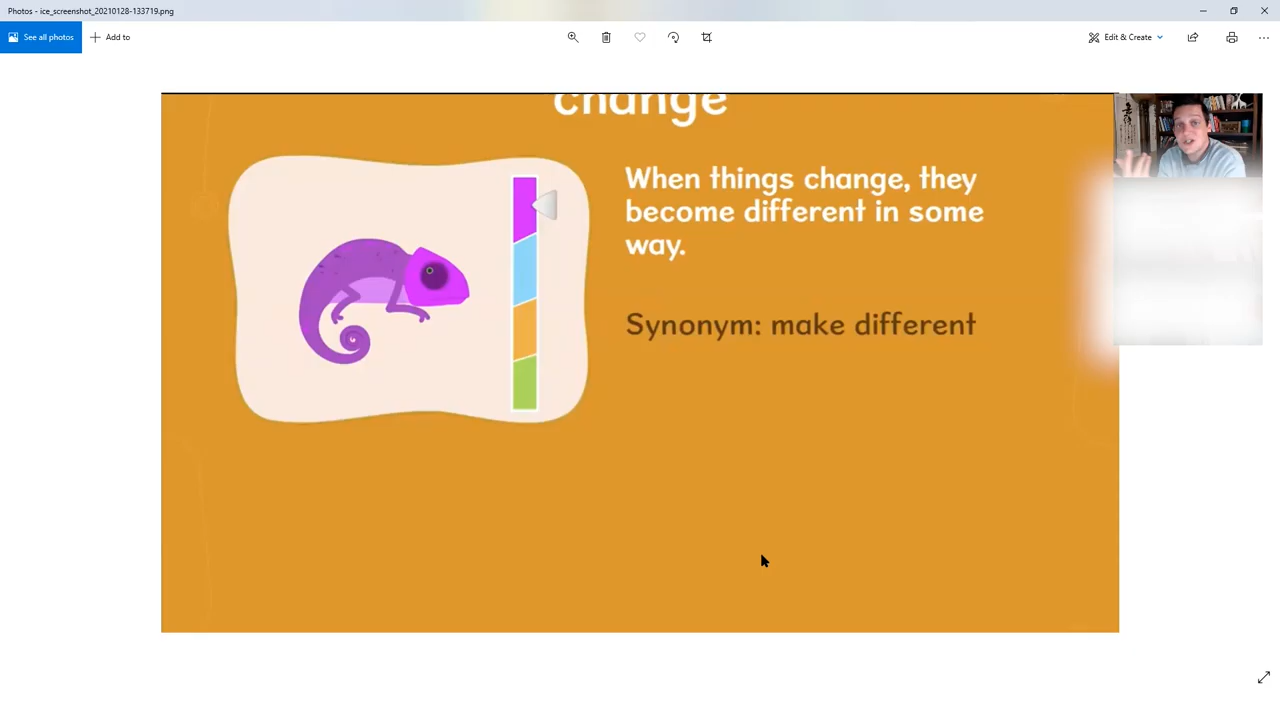 Photos - ice_screenshot_20210128-133719.png
See all photos
Add to
Edit & Create
change
When things change, they
become different in some
way.
Synonym: make different